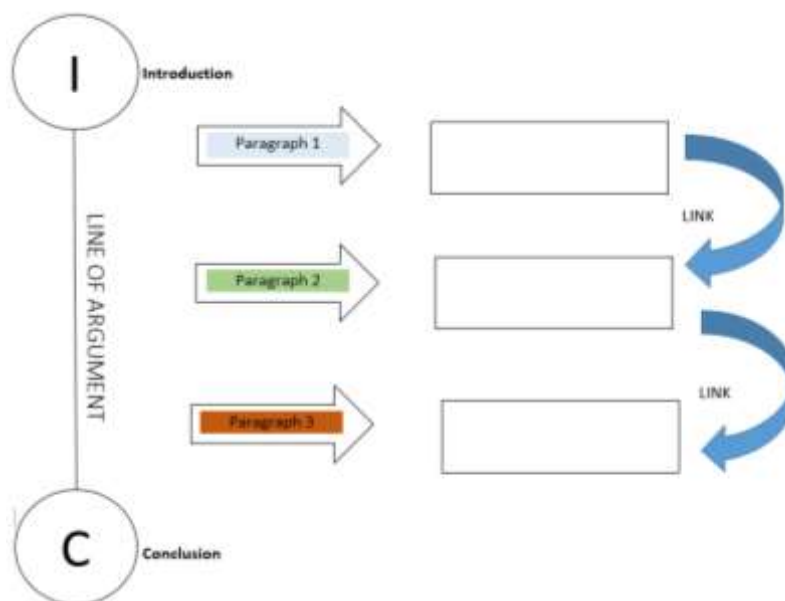 I
Introduction
Paragraph 1
LINK
LINE OF ARGUMENT
Paragraph 2
LINK
Paragraph 3
C
Conclusion